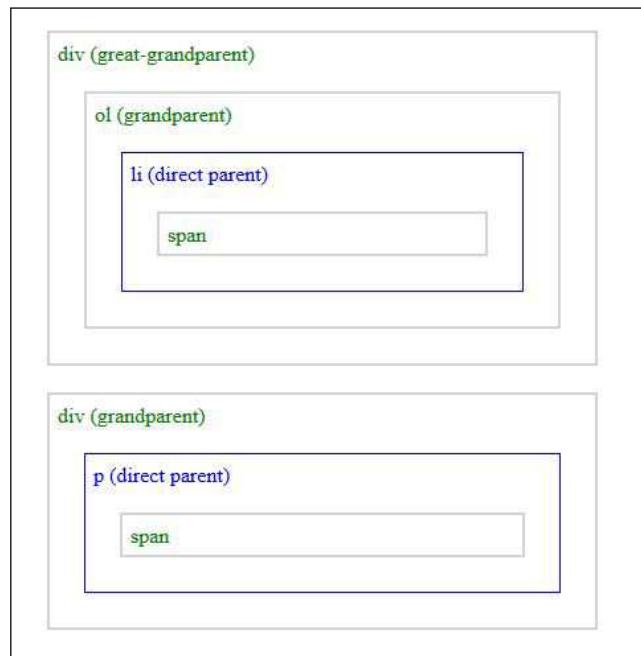 div (great-grandparent)
ol (grandparent)
li (direct parent)
span
div (grandparent)
p (direct parent)
span